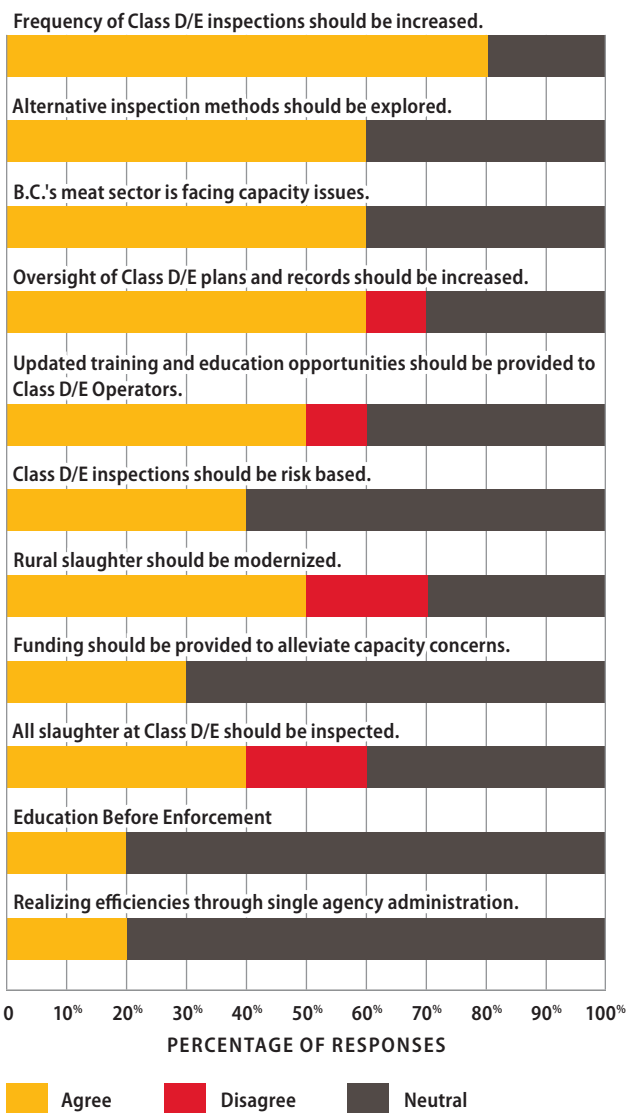 Frequency of Class D/E inspections should be increased.
Alternative inspection methods should be explored.
B.C.'s meat sector is facing capacity issues.
Oversight of Class D/E plans and records should be increased.
Updated training and education opportunities should be provided to
Class D/E Operators.
Class D/E inspections should be risk based.
Rural slaughter should be modernized.
Funding should be provided to alleviate capacity concerns.
All slaughter at Class D/E should be inspected.
Education Before Enforcement
Realizing efficiencies through single agency administration.
0 10% 20% 30% 40% 50% 60% 70% 80% 90% 100%
PERCENTAGE OF RESPONSES
Agree Disagree Neutral